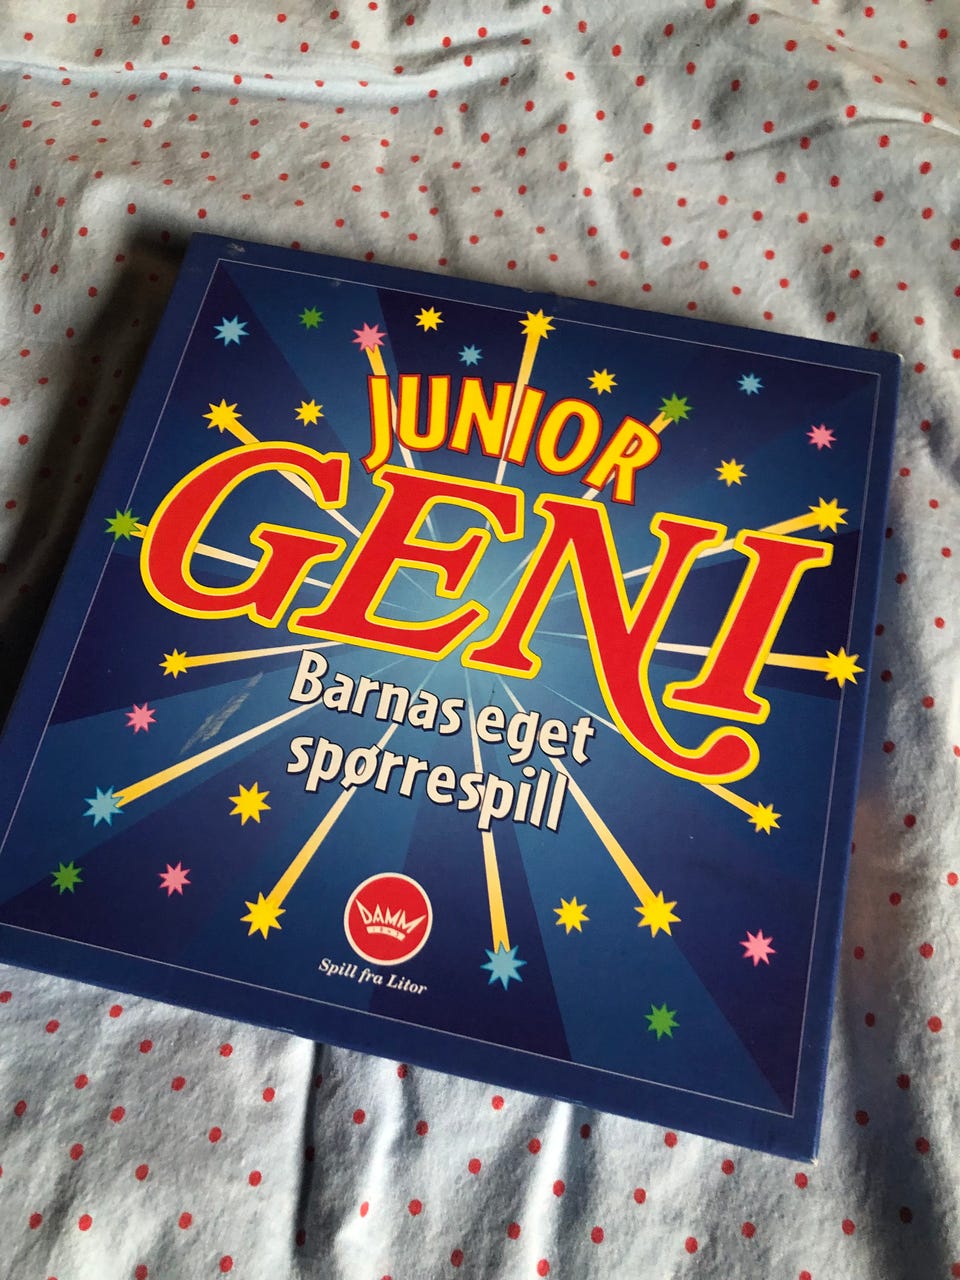 JUNIOR
GENI
Barnas eget
spørrespill
DAMM
Spill fra Litor